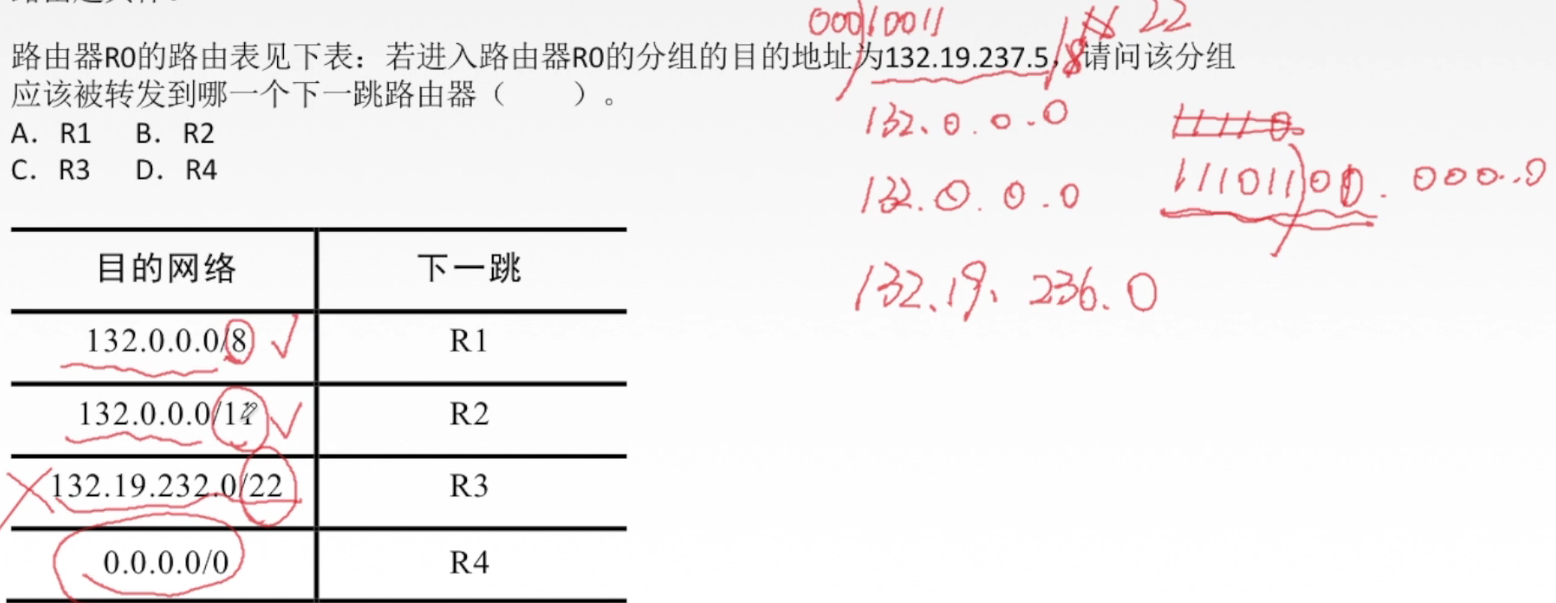 00010011
22
路由器R0的路由表见下表：若进入路由器R0的分组的目的地址为132.19.237.5，请问该分组
应该被转发到哪一个下一跳路由器（ ）。
132.0.0.0
A. R1 B. R2
C. R3 D. R4
132.0.0.0
11101100.000..0
132.19.236.0
目的网络 下一跳
132.0.0.0/8 R1
132.0.0.0/11 R2
132.19.232.0/22 R3
0.0.0.0/0 R4